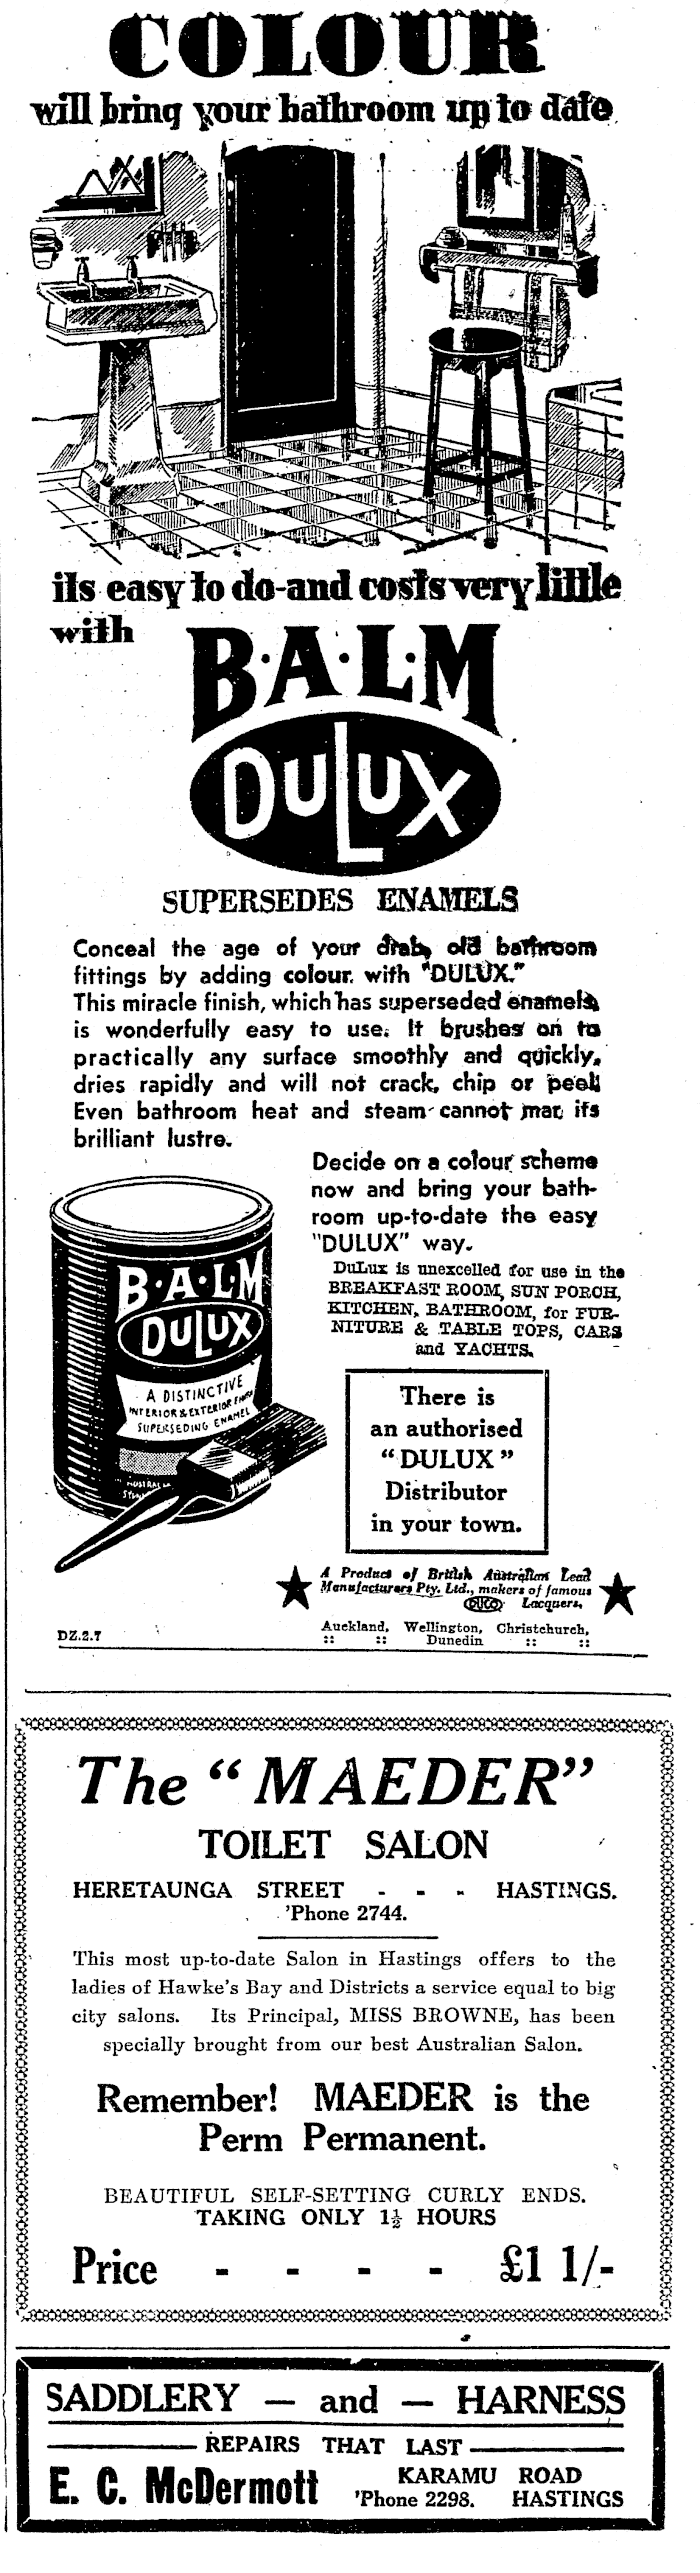 COLOUR
will bring your bathroom up to date
its easy to do-and costs very little
with
B·A·L·M
DULUX
SUPERSEDES ENAMELS
Conceal the age of your drab, old bathroom
fittings by adding colour. with "DULUX."
This miracle finish, which has superseded enamels,
is wonderfully easy to use. It brushes on to
practically any surface smoothly and quickly,
dries rapidly and will not crack, chip or peel.
Even bathroom heat and steam cannot mar its
brilliant lustre.
Decide on a colour scheme
now and bring your bath-
room up-to-date the easy
"DULUX" way.
DuLux is unexcelled for use in the
BREAKFAST ROOM, SUN PORCH,
KITCHEN, BATHROOM, for FUR-
NITURE & TABLE TOPS, CARS
and YACHTS.
B·A·L·M
DULUX
A DISTINCTIVE
INTERIOR & EXTERIOR FINISH
SUPERSEDING ENAMEL
There is
an authorised
"DULUX"
Distributor
in your town.
A Product of British Australian Lead
Manufacturers Pty. Ltd., makers of famous
DUCO Lacquers.
Auckland, Wellington, Christchurch,
:: :: Dunedin :: ::
DZ.2.7
The "MAEDER"
TOILET SALON
HERETAUNGA STREET - - - HASTINGS.
'Phone 2744.
This most up-to-date Salon in Hastings offers to the
ladies of Hawke's Bay and Districts a service equal to big
city salons. Its Principal, MISS BROWNE, has been
specially brought from our best Australian Salon.
Remember! MAEDER is the
Perm Permanent.
BEAUTIFUL SELF-SETTING CURLY ENDS.
TAKING ONLY 1½ HOURS
Price - - - - £1 1/-
SADDLERY — and — HARNESS
REPAIRS THAT LAST
E. C. McDermott
KARAMU ROAD
'Phone 2298. HASTINGS